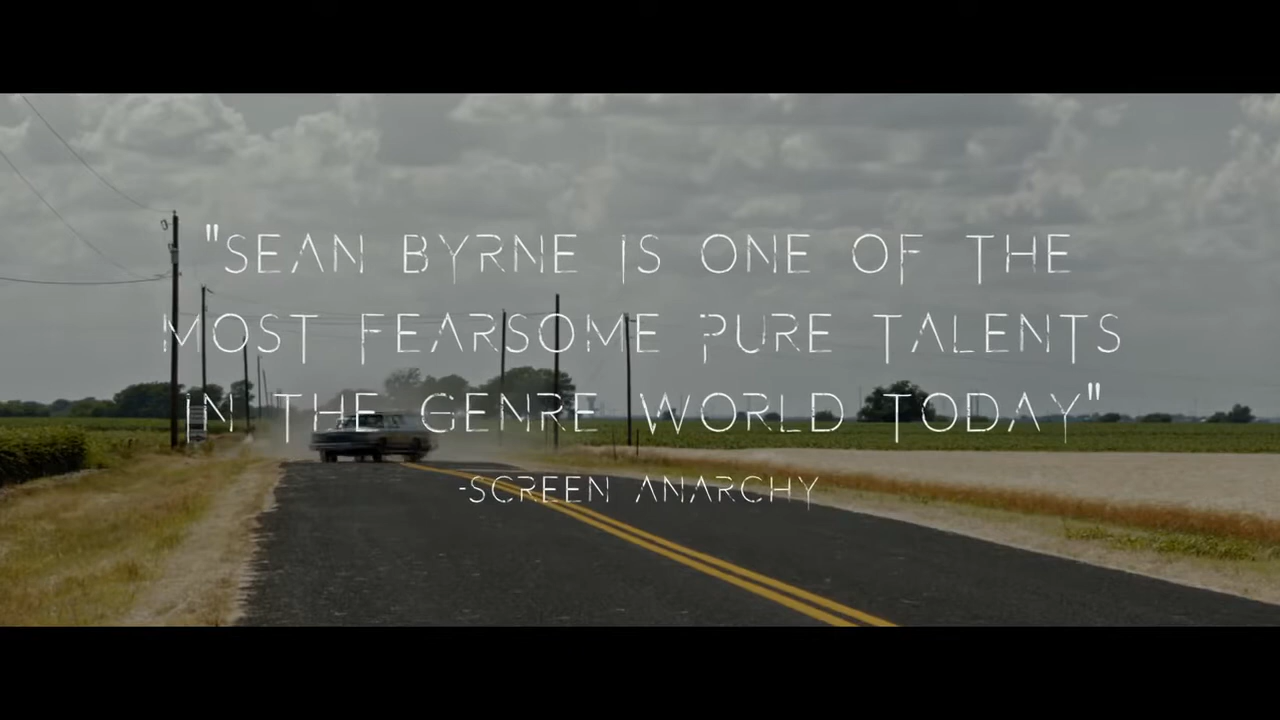 "SEAN BYRNE IS ONE OF THE
MOST FEARSOME PURE TALENTS
IN THE GENRE WORLD TODAY"
-SCREEN ANARCHY